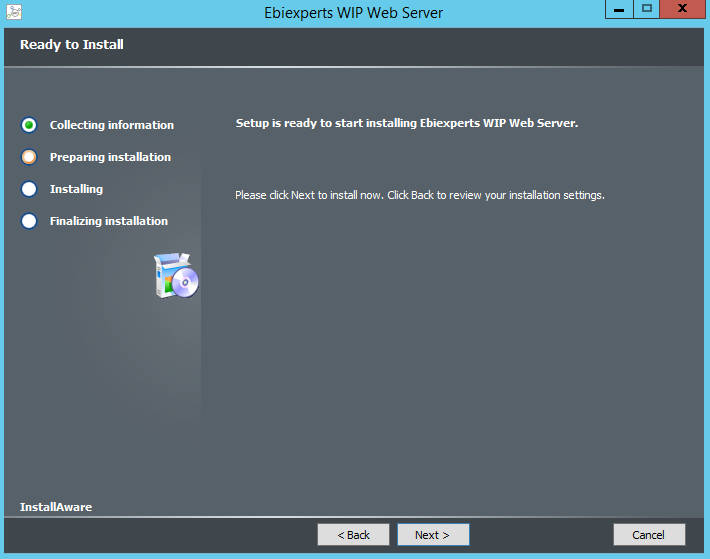 Ebiexperts WIP Web Server
Ready to Install
Collecting information
Preparing installation
Installing
Finalizing installation
Setup is ready to start installing Ebiexperts WIP Web Server.
Please click Next to install now. Click Back to review your installation settings.
InstallAware
< Back
Next >
Cancel